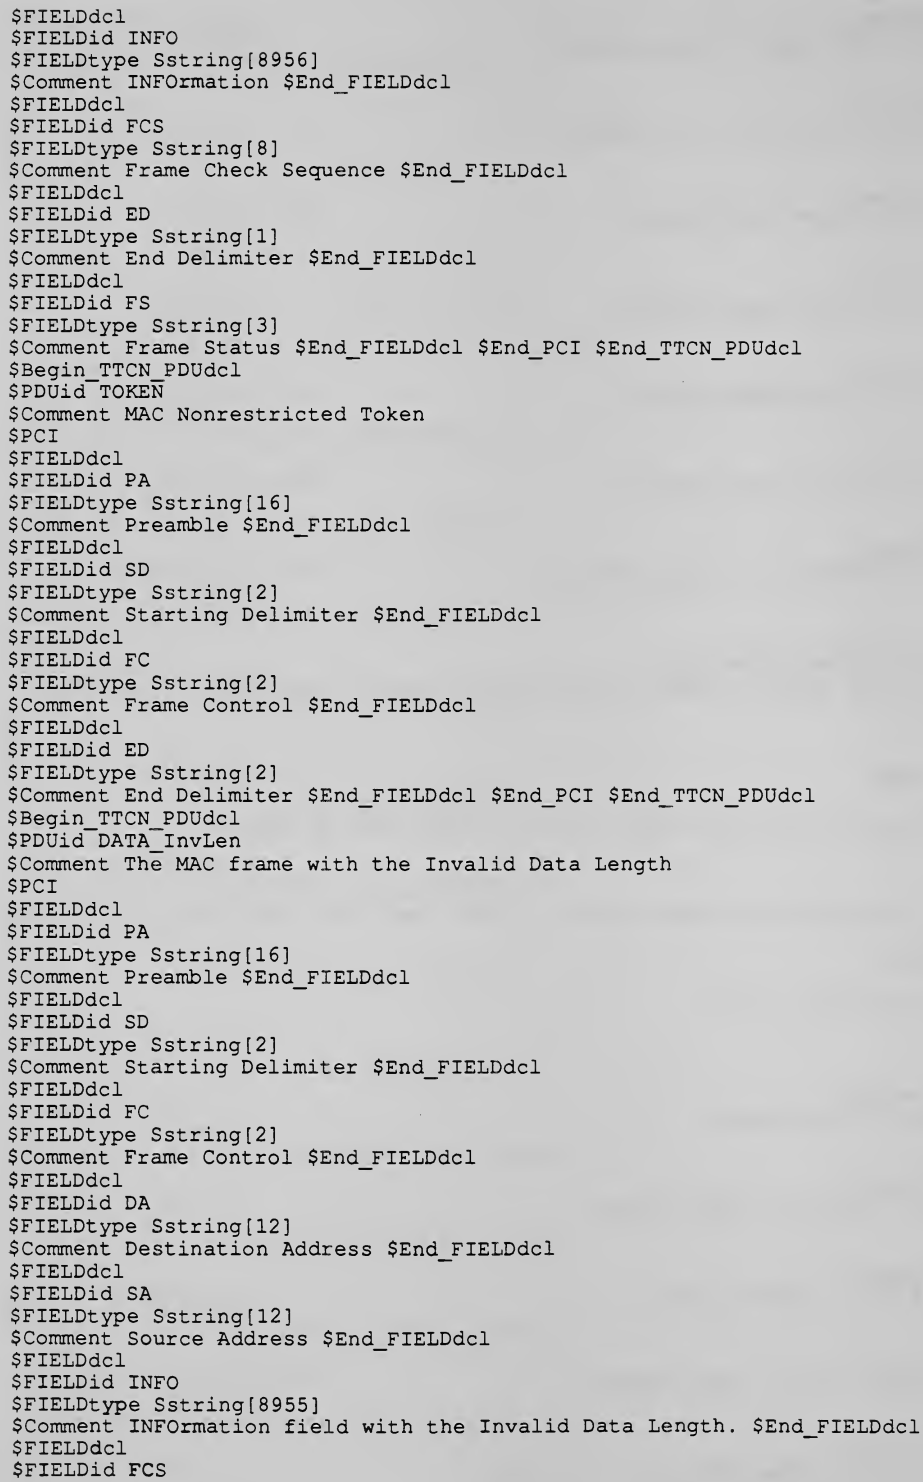 $FIELDdcl
$FIELDid INFO
$FIELDtype Sstring[8956]
$Comment INFOrmation $End_FIELDdcl
$FIELDdcl
$FIELDid FCS
$FIELDtype Sstring[8]
$Comment Frame Check Sequence $End_FIELDdcl
$FIELDdcl
$FIELDid ED
$FIELDtype Sstring[1]
$Comment End Delimiter $End_FIELDdcl
$FIELDdcl
$FIELDid FS
$FIELDtype Sstring[3]
$Comment Frame Status $End_FIELDdcl $End_PCI $End_TTCN_PDUdcl
$Begin_TTCN_PDUdcl
$PDUid TOKEN
$Comment MAC Nonrestricted Token
$PCI
$FIELDdcl
$FIELDid PA
$FIELDtype Sstring[16]
$Comment Preamble $End_FIELDdcl
$FIELDdcl
$FIELDid SD
$FIELDtype Sstring[2]
$Comment Starting Delimiter $End_FIELDdcl
$FIELDdcl
$FIELDid FC
$FIELDtype Sstring[2]
$Comment Frame Control $End_FIELDdcl
$FIELDdcl
$FIELDid ED
$FIELDtype Sstring[2]
$Comment End Delimiter $End_FIELDdcl $End_PCI $End_TTCN_PDUdcl
$Begin_TTCN_PDUdcl
$PDUid DATA_InvLen
$Comment The MAC frame with the Invalid Data Length
$PCI
$FIELDdcl
$FIELDid PA
$FIELDtype Sstring[16]
$Comment Preamble $End_FIELDdcl
$FIELDdcl
$FIELDid SD
$FIELDtype Sstring[2]
$Comment Starting Delimiter $End_FIELDdcl
$FIELDdcl
$FIELDid FC
$FIELDtype Sstring[2]
$Comment Frame Control $End_FIELDdcl
$FIELDdcl
$FIELDid DA
$FIELDtype Sstring[12]
$Comment Destination Address $End_FIELDdcl
$FIELDdcl
$FIELDid SA
$FIELDtype Sstring[12]
$Comment Source Address $End_FIELDdcl
$FIELDdcl
$FIELDid INFO
$FIELDtype Sstring[8955]
$Comment INFOrmation field with the Invalid Data Length. $End_FIELDdcl
$FIELDdcl
$FIELDid FCS